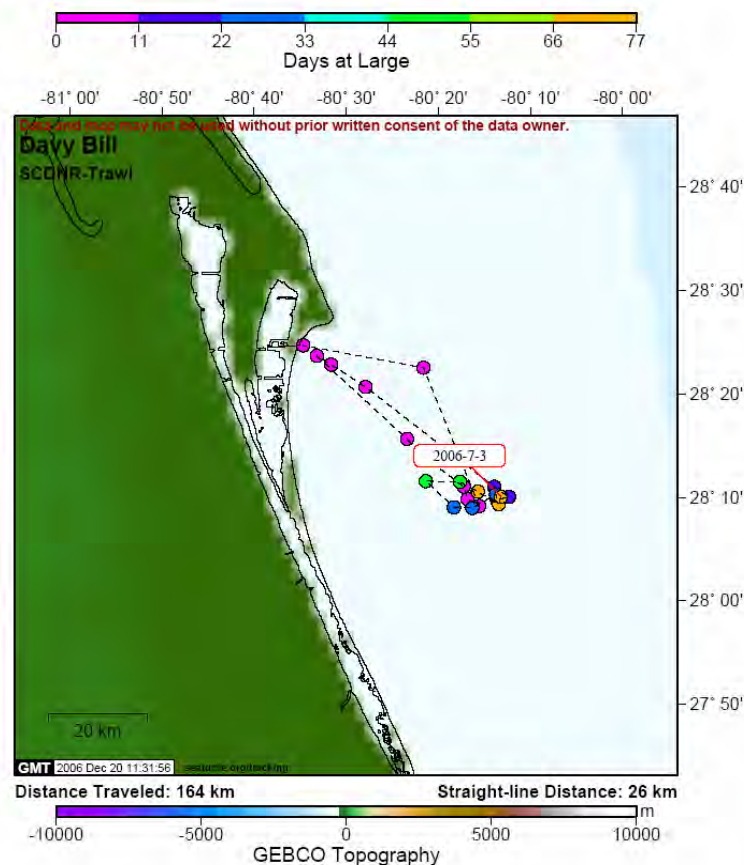 0 11 22 33 44 55 66 77
Days at Large
-81° 00' -80° 50' -80° 40' -80° 30' -80° 20' -80° 10' -80° 00'
Data and map may not be used without prior written consent of the data owner.
Davy Bill
SCDNR-Trawl
28° 40'
28° 30'
28° 20'
2006-7-3
28° 10'
28° 00'
27° 50'
20 km
GMT 2006 Dec 20 11:31:56 seaturtle.org/tracking
Distance Traveled: 164 km Straight-line Distance: 26 km
m
-10000 -5000 0 5000 10000
GEBCO Topography